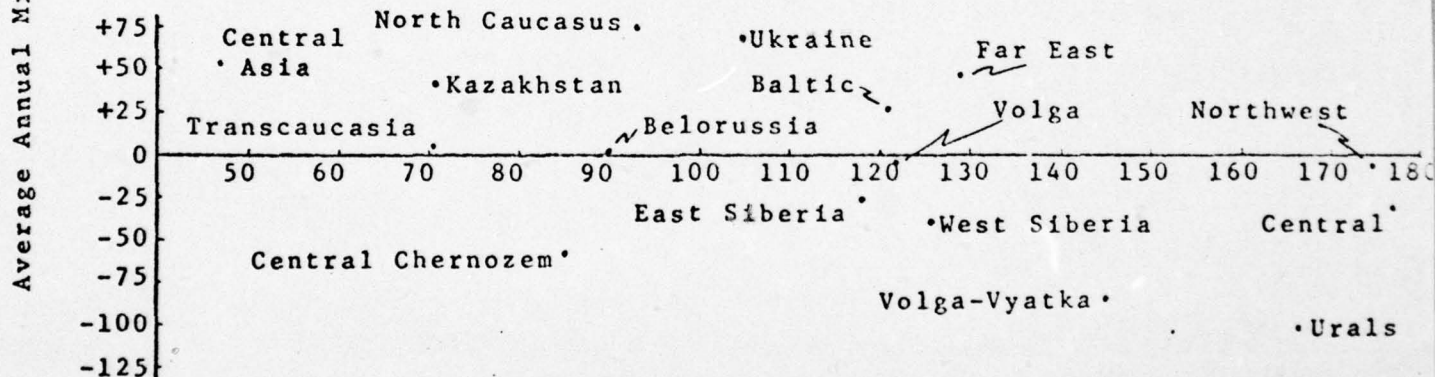 Average Annual
+75
North Caucasus
Ukraine
Central
Asia
Far East
+50
Kazakhstan
Baltic
+25
Volga
Northwest
Transcaucasia
Belorussia
0
50 60 70 80 90 100 110 120 130 140 150 160 170
-25
East Siberia
West Siberia
Central
-50
Central Chernozem
-75
Volga-Vyatka
-100
Urals
-125